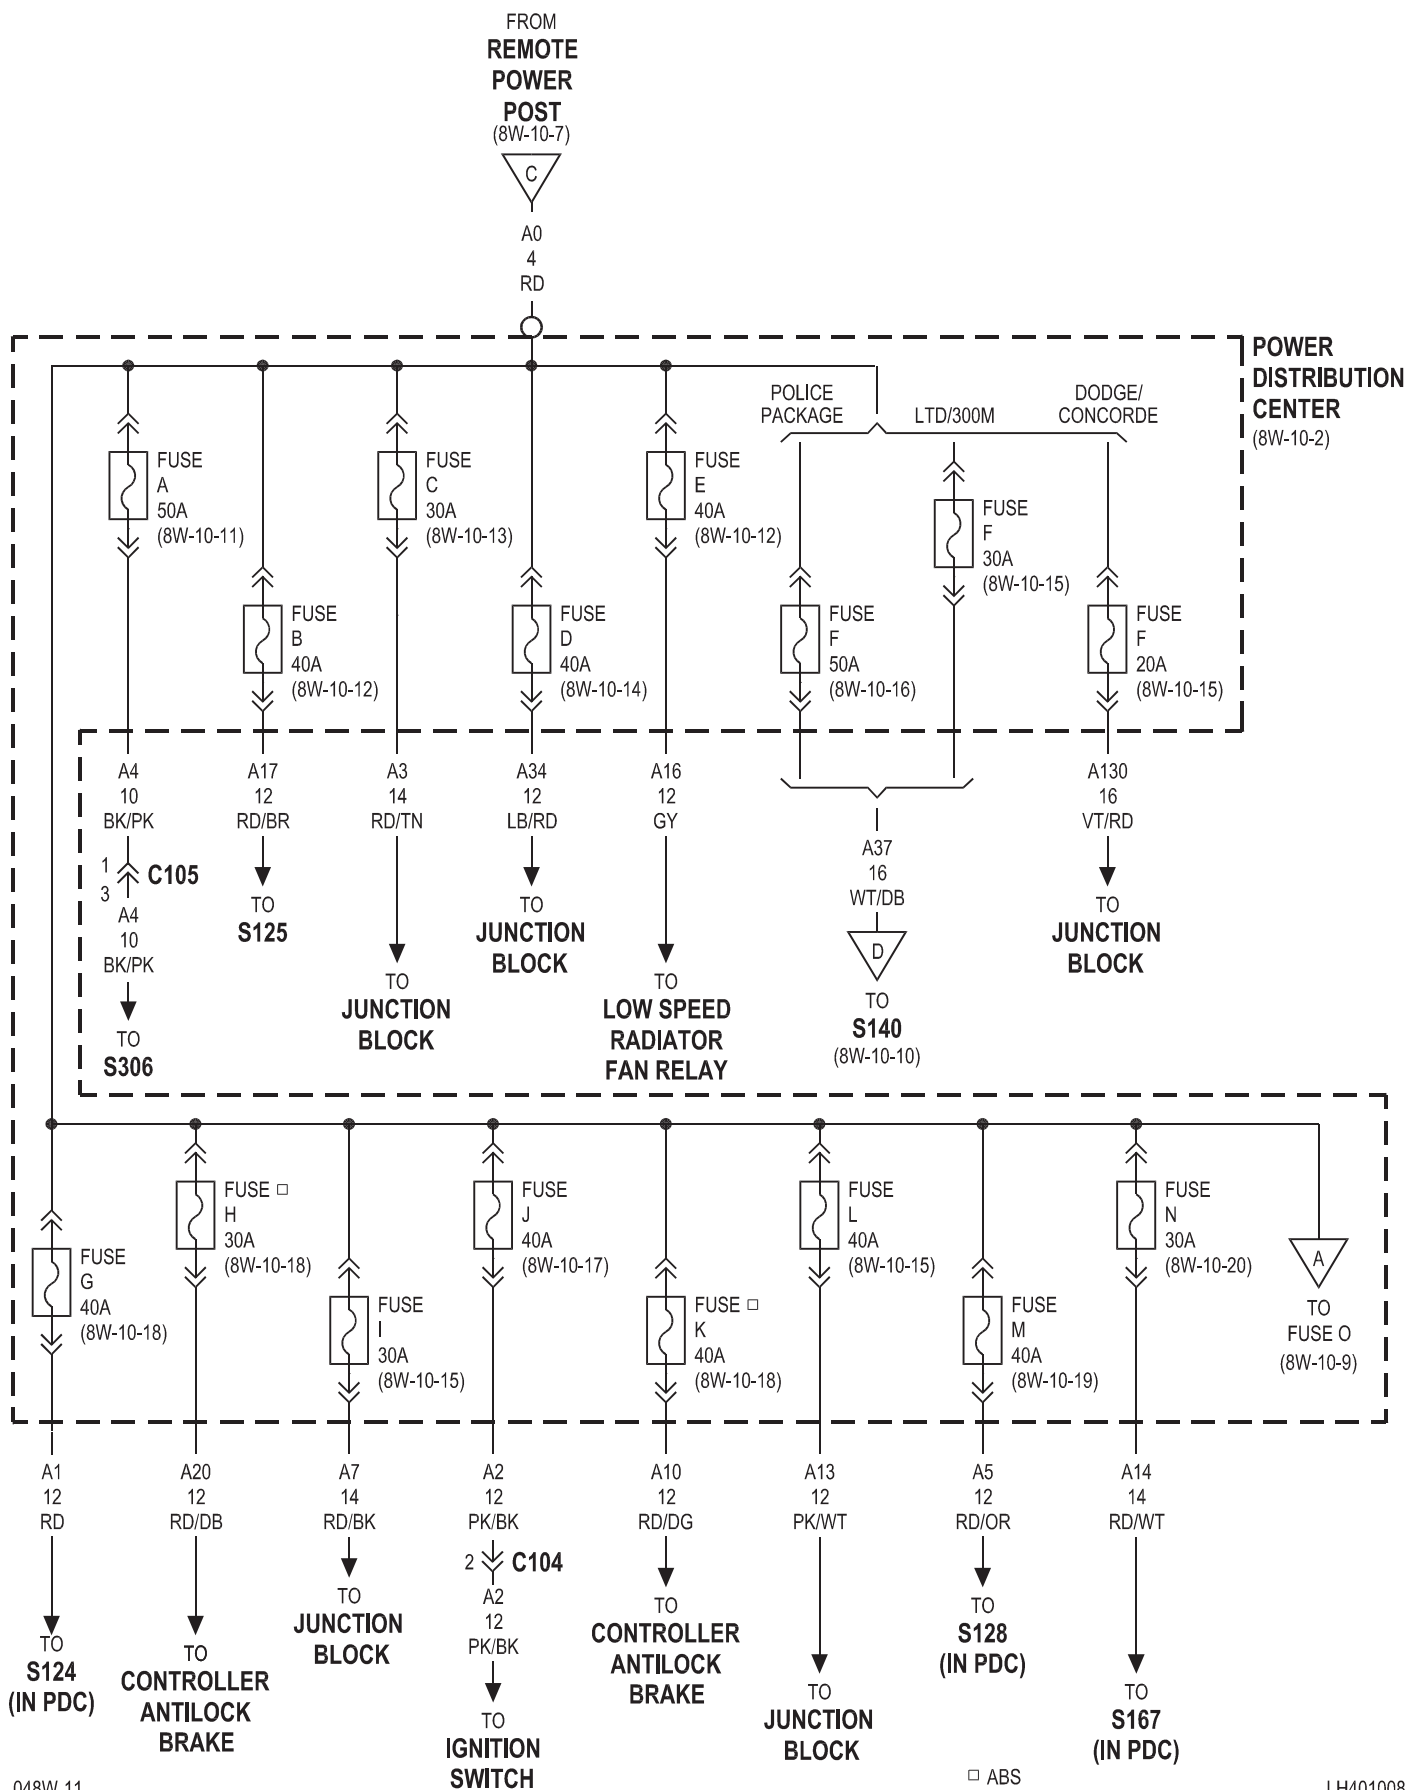 FROM
REMOTE
POWER
POST
(8W-10-7)
C
A0
4
RD
POWER
DISTRIBUTION
CENTER
(8W-10-2)
POLICE
PACKAGE
LTD/300M
DODGE/
CONCORDE
FUSE
A
50A
(8W-10-11)
FUSE
C
30A
(8W-10-13)
FUSE
E
40A
(8W-10-12)
FUSE
F
30A
(8W-10-15)
FUSE
B
40A
(8W-10-12)
FUSE
D
40A
(8W-10-14)
FUSE
F
50A
(8W-10-16)
FUSE
F
20A
(8W-10-15)
A4
10
BK/PK
1
3
C105
A4
10
BK/PK
TO
S306
A17
12
RD/BR
TO
S125
A3
14
RD/TN
TO
JUNCTION
BLOCK
A34
12
LB/RD
TO
JUNCTION
BLOCK
A16
12
GY
TO
LOW SPEED
RADIATOR
FAN RELAY
A37
16
WT/DB
D
TO
S140
(8W-10-10)
A130
16
VT/RD
TO
JUNCTION
BLOCK
FUSE
G
40A
(8W-10-18)
FUSE □
H
30A
(8W-10-18)
FUSE
I
30A
(8W-10-15)
FUSE
J
40A
(8W-10-17)
FUSE □
K
40A
(8W-10-18)
FUSE
L
40A
(8W-10-15)
FUSE
M
40A
(8W-10-19)
FUSE
N
30A
(8W-10-20)
A
TO
FUSE O
(8W-10-9)
A1
12
RD
TO
S124
(IN PDC)
A20
12
RD/DB
TO
CONTROLLER
ANTILOCK
BRAKE
A7
14
RD/BK
TO
JUNCTION
BLOCK
A2
12
PK/BK
2
C104
A2
12
PK/BK
TO
IGNITION
SWITCH
A10
12
RD/DG
TO
CONTROLLER
ANTILOCK
BRAKE
A13
12
PK/WT
TO
JUNCTION
BLOCK
A5
12
RD/OR
TO
S128
(IN PDC)
A14
14
RD/WT
TO
S167
(IN PDC)
□ ABS
048W-11
LH401008